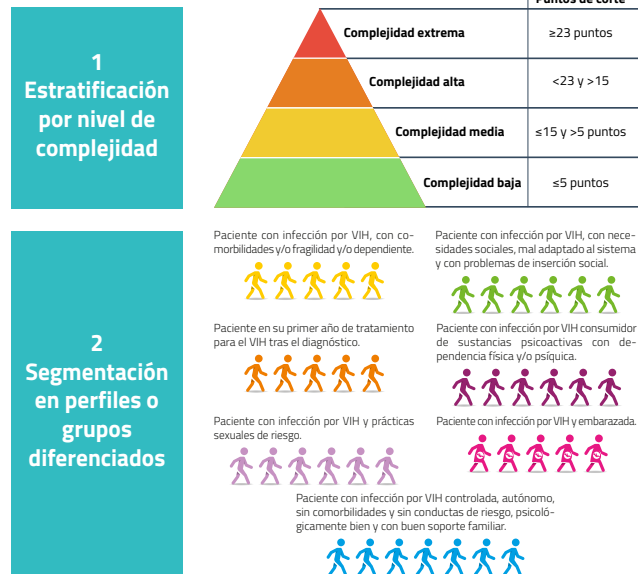 Puntos de corte
1
Estratificación
por nivel de
complejidad
Complejidad extrema
≥23 puntos
Complejidad alta
<23 y >15
Complejidad media
≤15 y >5 puntos
Complejidad baja
≤5 puntos
2
Segmentación
en perfiles o
grupos
diferenciados
Paciente con infección por VIH, con co-
morbilidades y/o fragilidad y/o dependiente.
Paciente con infección por VIH, con nece-
sidades sociales, mal adaptado al sistema
y con problemas de inserción social.
Paciente en su primer año de tratamiento
para el VIH tras el diagnóstico.
Paciente con infección por VIH consumidor
de sustancias psicoactivas con de-
pendencia física y/o psíquica.
Paciente con infección por VIH y prácticas
sexuales de riesgo.
Paciente con infección por VIH y embarazada.
Paciente con infección por VIH controlada, autónomo,
sin comorbilidades y sin conductas de riesgo, psicoló-
gicamente bien y con buen soporte familiar.